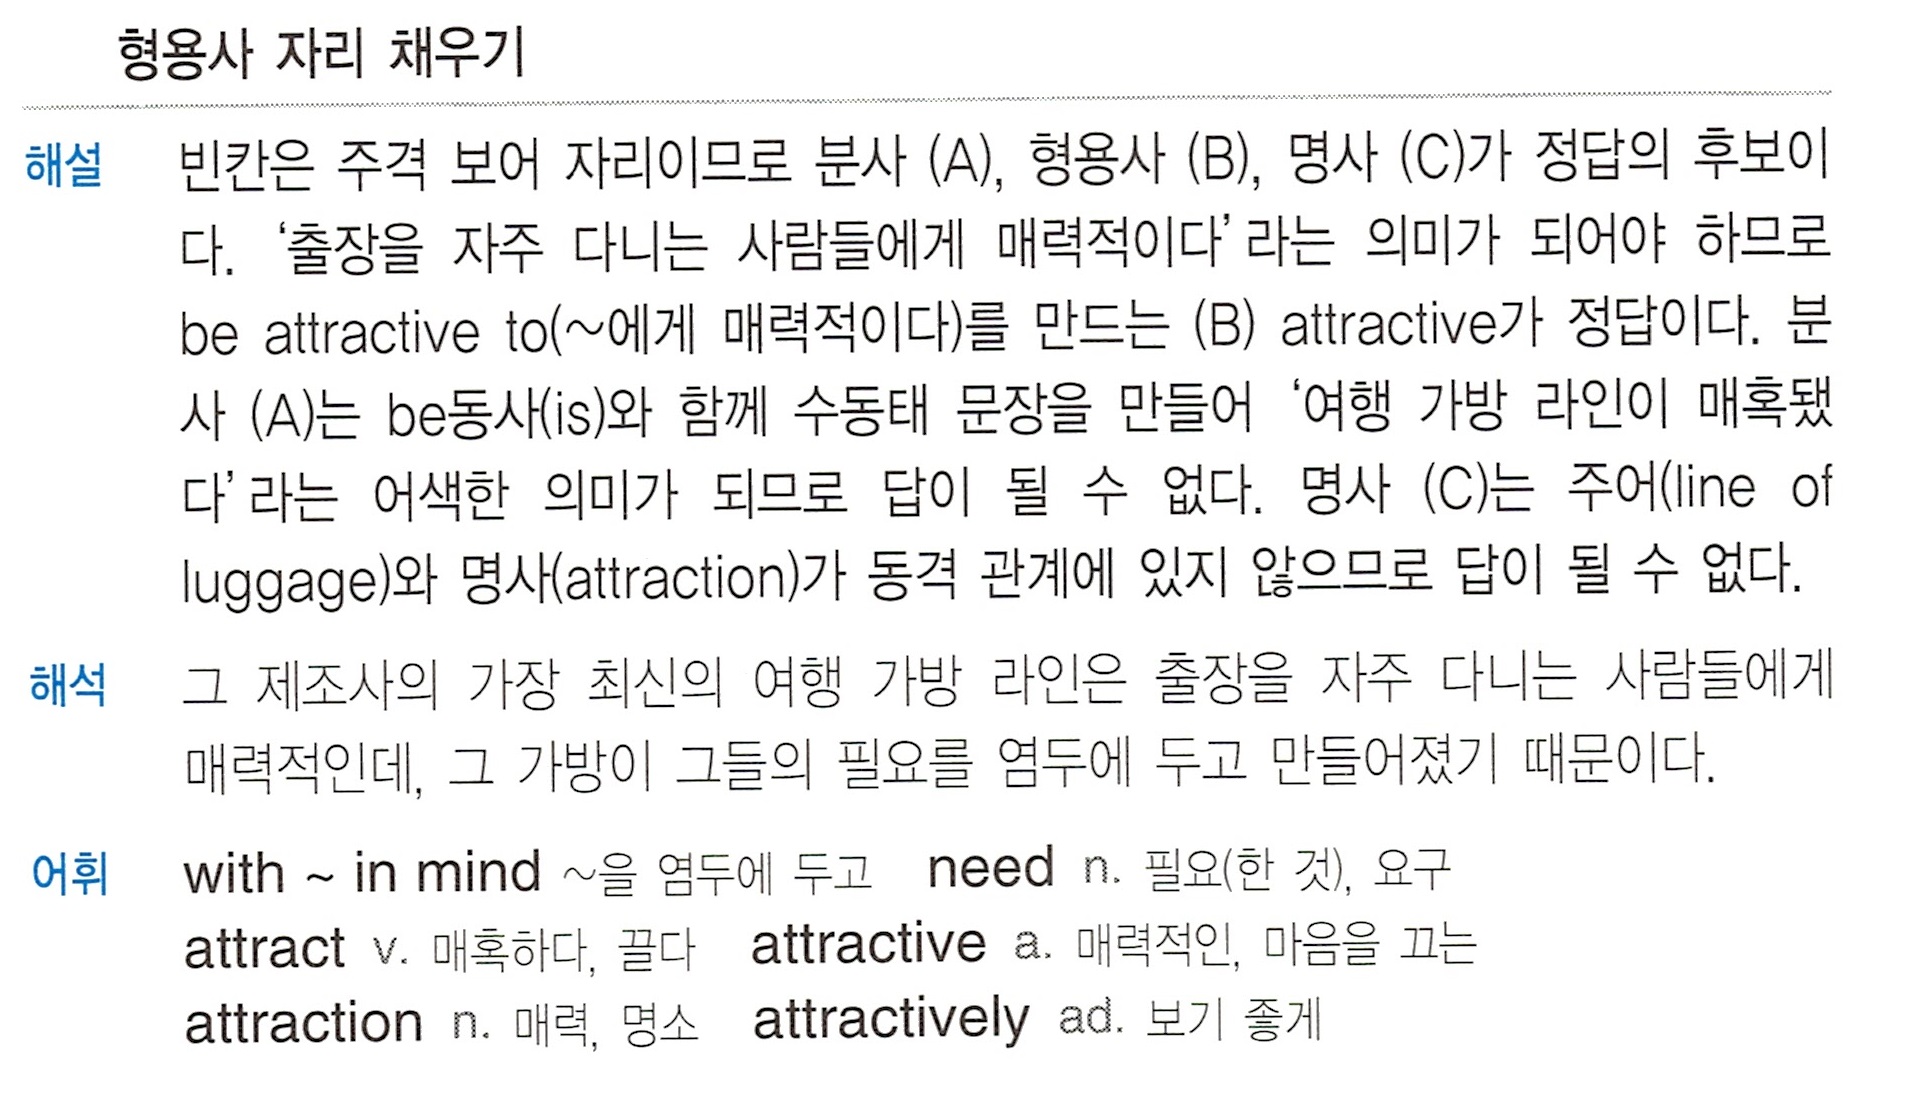 형용사 자리 채우기
해설 빈칸은 주격 보어 자리이므로 분사 (A), 형용사 (B), 명사 (C)가 정답의 후보이
다. ‘출장을 자주 다니는 사람들에게 매력적이다’라는 의미가 되어야 하므로
be attractive to(~에게 매력적이다)를 만드는 (B) attractive가 정답이다. 분
사 (A)는 be동사(is)와 함께 수동태 문장을 만들어 ‘여행 가방 라인이 매혹됐
다’라는 어색한 의미가 되므로 답이 될 수 없다. 명사 (C)는 주어(line of
luggage)와 명사(attraction)가 동격 관계에 있지 않으므로 답이 될 수 없다.
해석 그 제조사의 가장 최신의 여행 가방 라인은 출장을 자주 다니는 사람들에게
매력적인데, 그 가방이 그들의 필요를 염두에 두고 만들어졌기 때문이다.
어휘 with ~ in mind ~을 염두에 두고 need n. 필요(한 것), 요구
attract v. 매혹하다, 끌다 attractive a. 매력적인, 마음을 끄는
attraction n. 매력, 명소 attractively ad. 보기 좋게